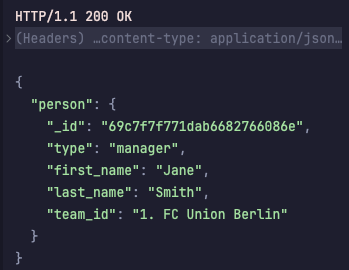 HTTP/1.1 200 OK
(Headers) …content-type: application/json…
{
"person": {
"_id": "69c7f7f771dab6682766086e",
"type": "manager",
"first_name": "Jane",
"last_name": "Smith",
"team_id": "1. FC Union Berlin"
}
}